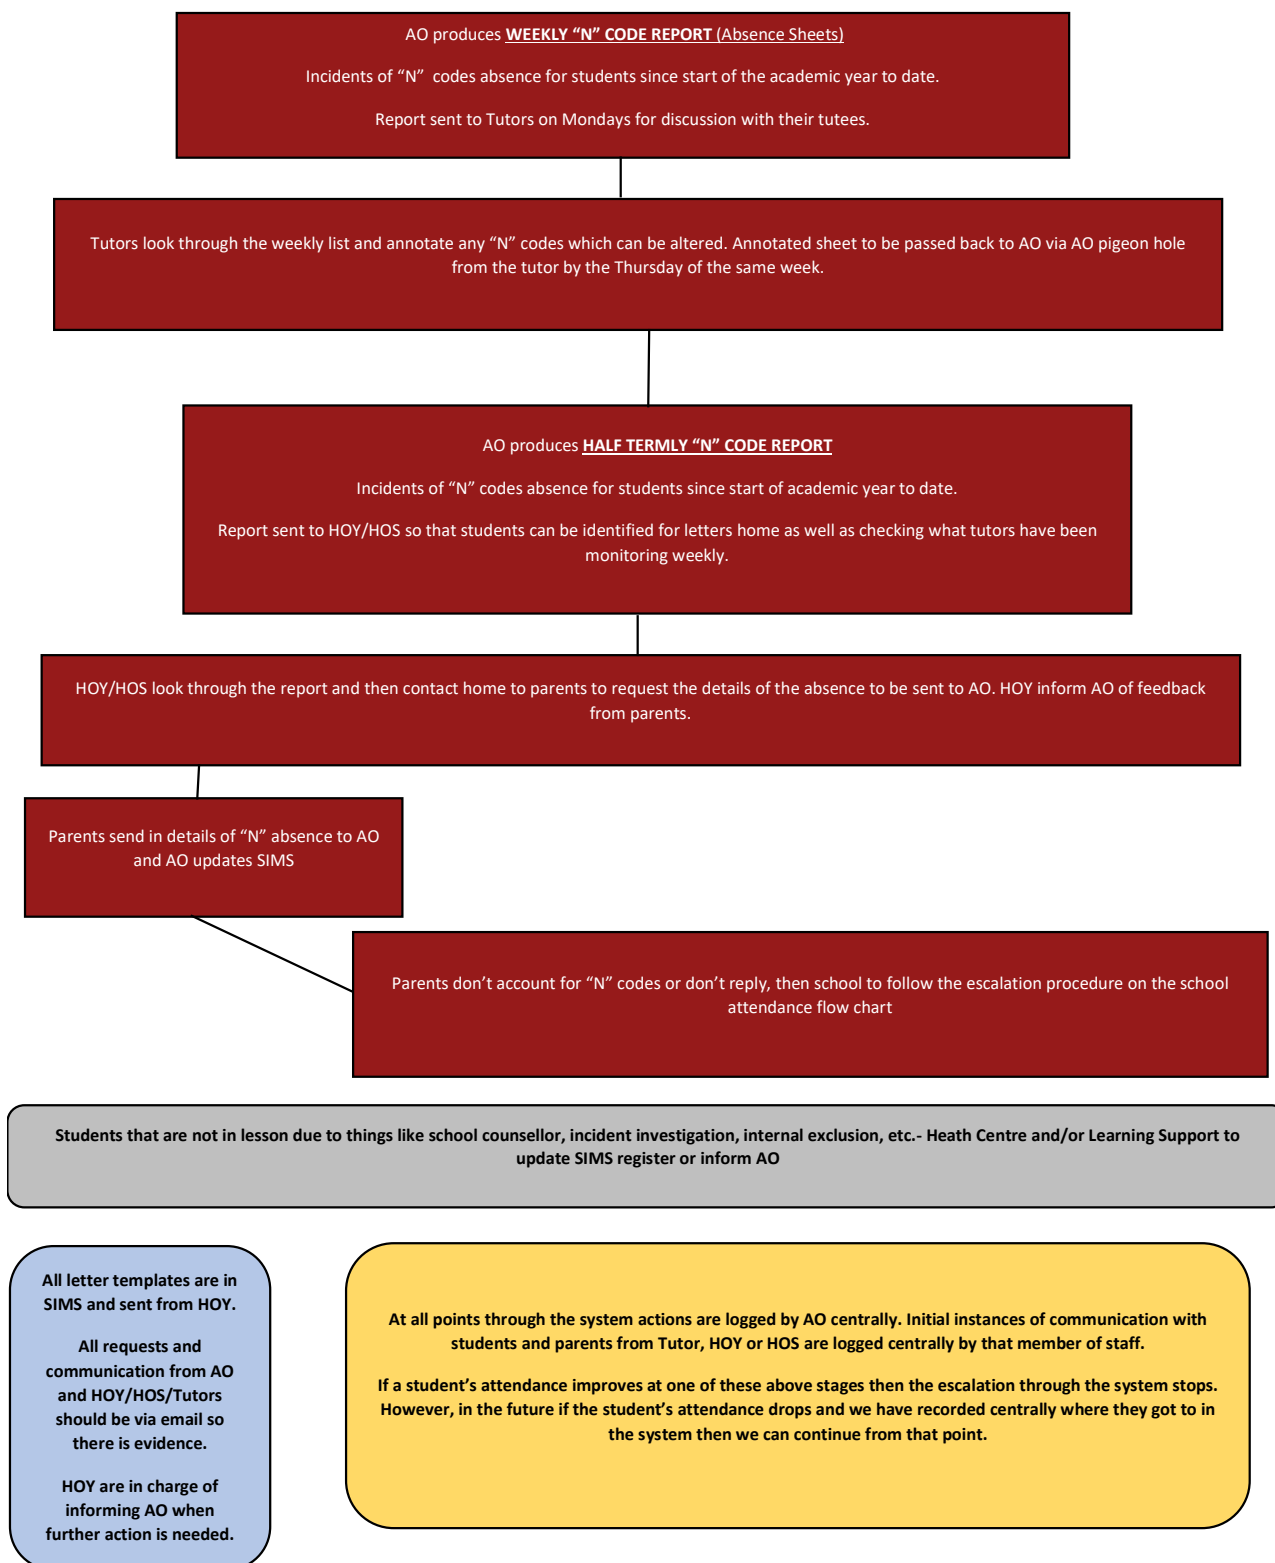 AO produces WEEKLY “N” CODE REPORT (Absence Sheets)
Incidents of “N” codes absence for students since start of the academic year to date.
Report sent to Tutors on Mondays for discussion with their tutees.
Tutors look through the weekly list and annotate any “N” codes which can be altered. Annotated sheet to be passed back to AO via AO pigeon hole
from the tutor by the Thursday of the same week.
AO produces HALF TERMLY “N” CODE REPORT
Incidents of “N” codes absence for students since start of academic year to date.
Report sent to HOY/HOS so that students can be identified for letters home as well as checking what tutors have been
monitoring weekly.
HOY/HOS look through the report and then contact home to parents to request the details of the absence to be sent to AO. HOY inform AO of feedback
from parents.
Parents send in details of “N” absence to AO
and AO updates SIMS
Parents don’t account for “N” codes or don’t reply, then school to follow the escalation procedure on the school
attendance flow chart
Students that are not in lesson due to things like school counsellor, incident investigation, internal exclusion, etc.- Heath Centre and/or Learning Support to
update SIMS register or inform AO
All letter templates are in
SIMS and sent from HOY.
All requests and
communication from AO
and HOY/HOS/Tutors
should be via email so
there is evidence.
HOY are in charge of
informing AO when
further action is needed.
At all points through the system actions are logged by AO centrally. Initial instances of communication with
students and parents from Tutor, HOY or HOS are logged centrally by that member of staff.
If a student’s attendance improves at one of these above stages then the escalation through the system stops.
However, in the future if the student’s attendance drops and we have recorded centrally where they got to in
the system then we can continue from that point.